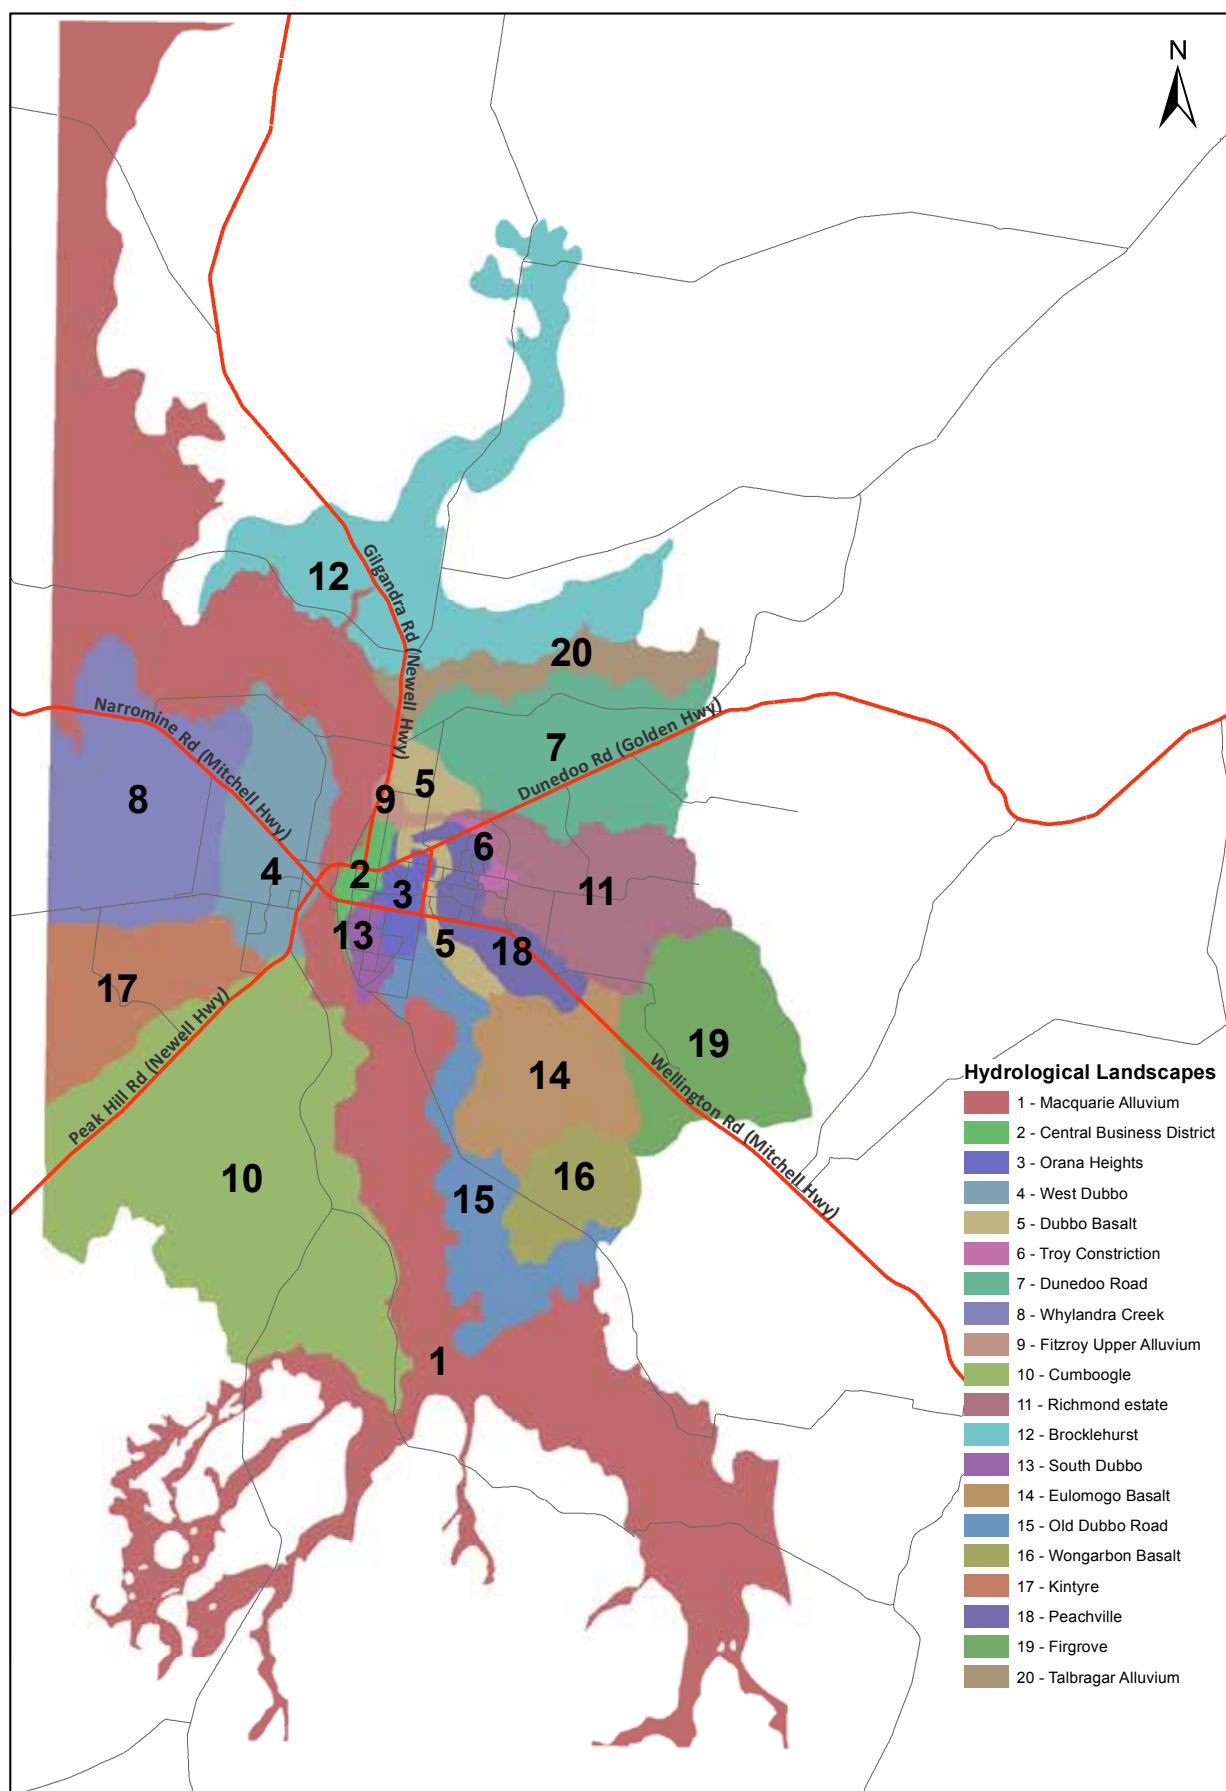 N
12
Gilgandra Rd (Newell Hwy)
20
Narromine Rd (Mitchell Hwy)
7
Dunedoo Rd (Golden Hwy)
5
8
9
6
4
2
3
11
13
5
18
17
19
Peak Hill Rd (Newell Hwy)
14
Wellington Rd (Mitchell Hwy)
10
15
16
1
Hydrological Landscapes
1 - Macquarie Alluvium
2 - Central Business District
3 - Orana Heights
4 - West Dubbo
5 - Dubbo Basalt
6 - Troy Constriction
7 - Dunedoo Road
8 - Whylandra Creek
9 - Fitzroy Upper Alluvium
10 - Cumboogle
11 - Richmond estate
12 - Brocklehurst
13 - South Dubbo
14 - Eulomogo Basalt
15 - Old Dubbo Road
16 - Wongarbon Basalt
17 - Kintyre
18 - Peachville
19 - Firgrove
20 - Talbragar Alluvium